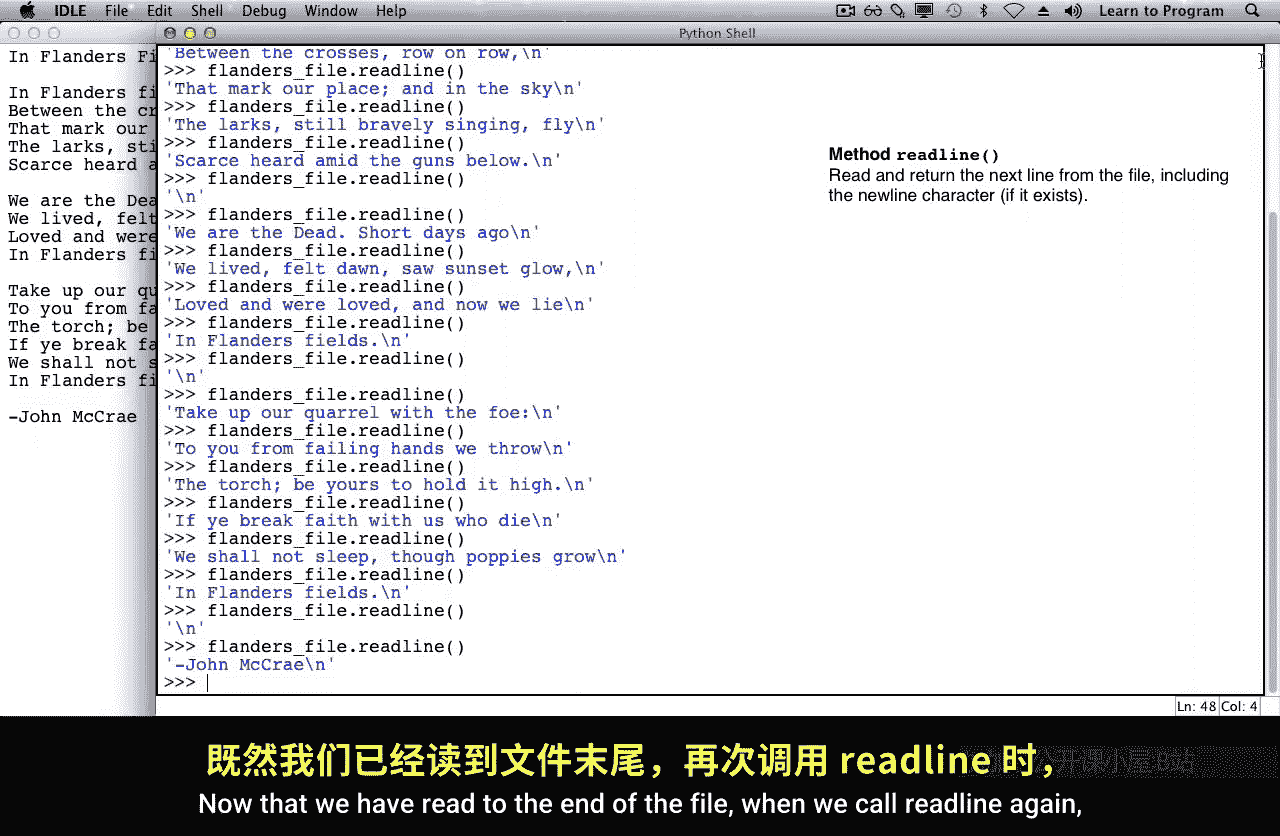 IDLE File Edit Shell Debug Window Help Learn to Program
Python Shell
In Flanders Fi
In Flanders fi
Between the cr
That mark our
The larks, sti
Scarce heard a
We are the Dea
We lived, felt
Loved and were
In Flanders fi
Take up our qu
To you from fa
The torch; be
If ye break fa
We shall not s
In Flanders fi
-John McCrae
'Between the crosses, row on row,\n'
>>> flanders_file.readline()
'That mark our place; and in the sky\n'
>>> flanders_file.readline()
'The larks, still bravely singing, fly\n'
>>> flanders_file.readline()
'Scarce heard amid the guns below.\n'
>>> flanders_file.readline()
'\n'
>>> flanders_file.readline()
'We are the Dead. Short days ago\n'
>>> flanders_file.readline()
'We lived, felt dawn, saw sunset glow,\n'
>>> flanders_file.readline()
'Loved and were loved, and now we lie\n'
>>> flanders_file.readline()
'In Flanders fields.\n'
>>> flanders_file.readline()
'\n'
>>> flanders_file.readline()
'Take up our quarrel with the foe:\n'
>>> flanders_file.readline()
'To you from failing hands we throw\n'
>>> flanders_file.readline()
'The torch; be yours to hold it high.\n'
>>> flanders_file.readline()
'If ye break faith with us who die\n'
>>> flanders_file.readline()
'We shall not sleep, though poppies grow\n'
>>> flanders_file.readline()
'In Flanders fields.\n'
>>> flanders_file.readline()
'\n'
>>> flanders_file.readline()
'-John McCrae\n'
>>>
Method readline()
Read and return the next line from the file, including
the newline character (if it exists).
Ln: 48 Col: 4
既然我们已经读到文件末尾，再次调用 readline 时，
开课小屋 B站
Now that we have read to the end of the file, when we call readline again,